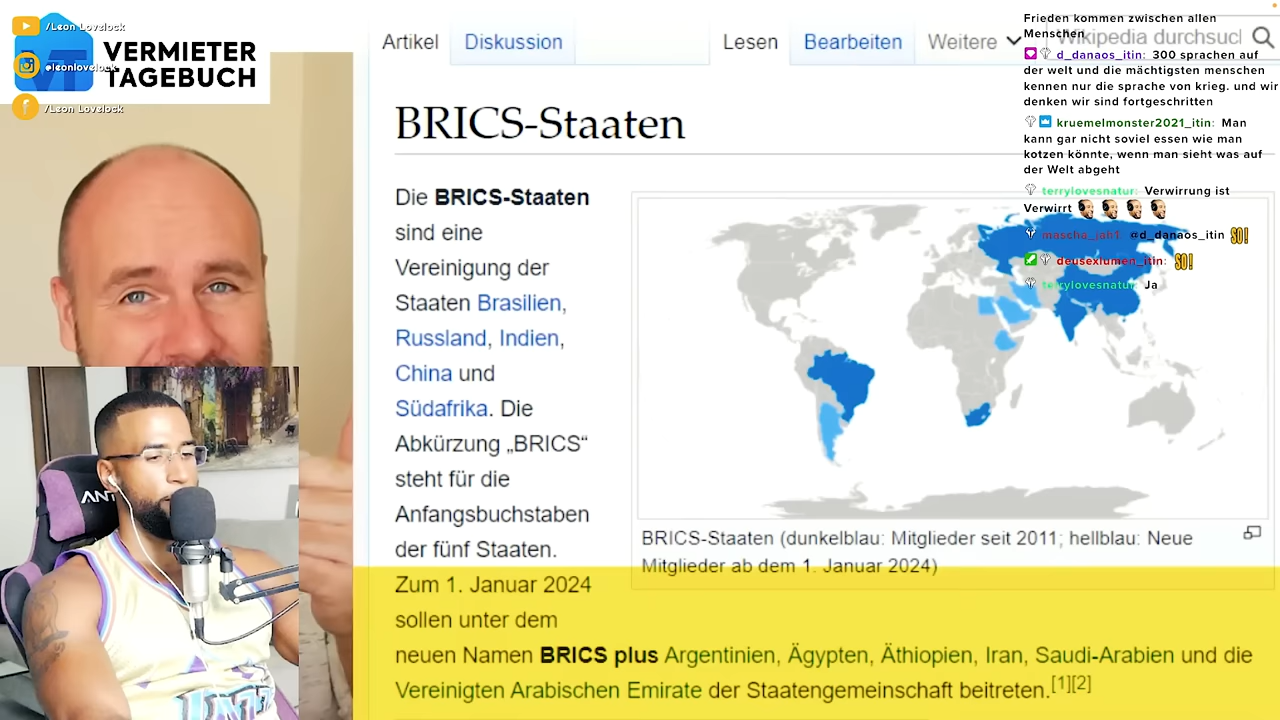 /Leon Lovelock
@leonlovelock
/Leon Lovelock
VERMIETER
TAGEBUCH
Artikel
Diskussion
Lesen
Bearbeiten
Weitere
Wikipedia durchsuc
BRICS-Staaten
Die BRICS-Staaten
sind eine
Vereinigung der
Staaten Brasilien,
Russland, Indien,
China und
Südafrika. Die
Abkürzung „BRICS“
steht für die
Anfangsbuchstaben
der fünf Staaten.
Zum 1. Januar 2024
sollen unter dem
neuen Namen BRICS plus Argentinien, Ägypten, Äthiopien, Iran, Saudi-Arabien und die
Vereinigten Arabischen Emirate der Staatengemeinschaft beitreten.[1][2]
BRICS-Staaten (dunkelblau: Mitglieder seit 2011; hellblau: Neue
Mitglieder ab dem 1. Januar 2024)
Frieden kommen zwischen allen
Menschen
d_danaos_itin: 300 sprachen auf
der welt und die mächtigsten menschen
kennen nur die sprache von krieg. und wir
denken wir sind fortgeschritten
kruemelmonster2021_itin: Man
kann gar nicht soviel essen wie man
kotzen könnte, wenn man sieht was auf
der Welt abgeht
terrylovesnatur: Verwirrung ist
Verwirrt
mascha_jah1: @d_danaos_itin SO!
deusexlumen_itin: SO!
terrylovesnatur: Ja
ANT